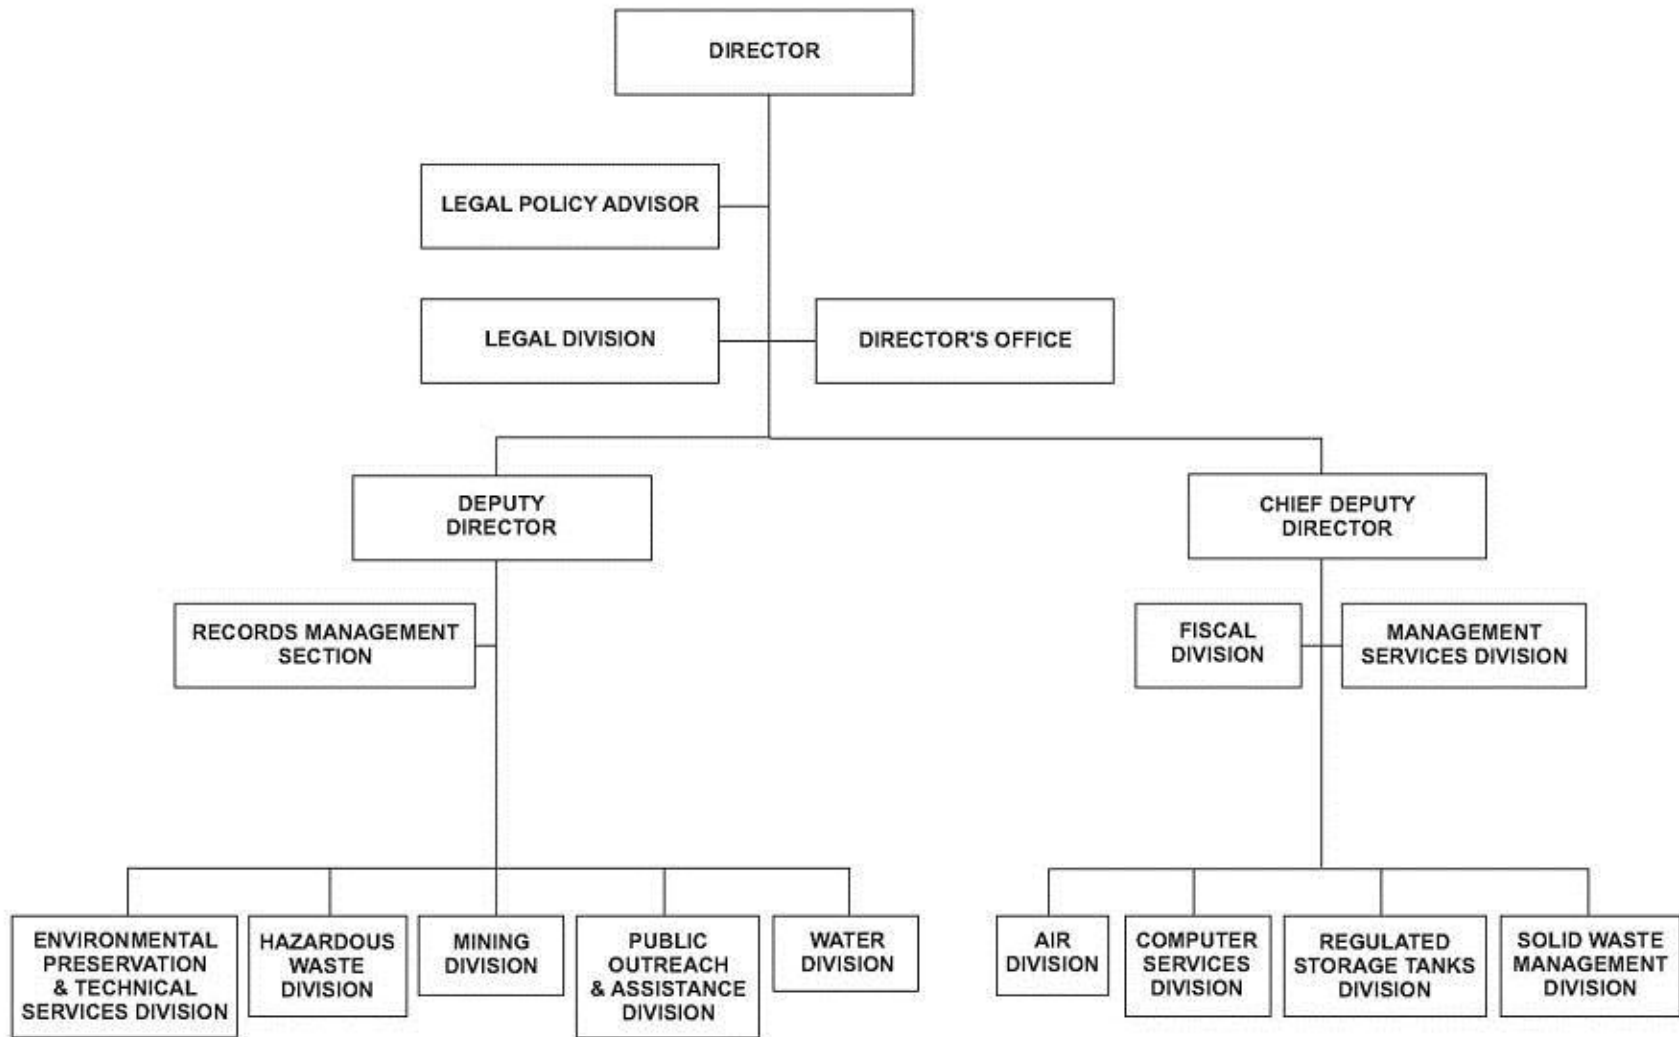 DIRECTOR
LEGAL POLICY ADVISOR
LEGAL DIVISION
DIRECTOR'S OFFICE
DEPUTY
DIRECTOR
CHIEF DEPUTY
DIRECTOR
RECORDS MANAGEMENT
SECTION
FISCAL
DIVISION
MANAGEMENT
SERVICES DIVISION
ENVIRONMENTAL
PRESERVATION
& TECHNICAL
SERVICES DIVISION
HAZARDOUS
WASTE
DIVISION
MINING
DIVISION
PUBLIC
OUTREACH
& ASSISTANCE
DIVISION
WATER
DIVISION
AIR
DIVISION
COMPUTER
SERVICES
DIVISION
REGULATED
STORAGE TANKS
DIVISION
SOLID WASTE
MANAGEMENT
DIVISION